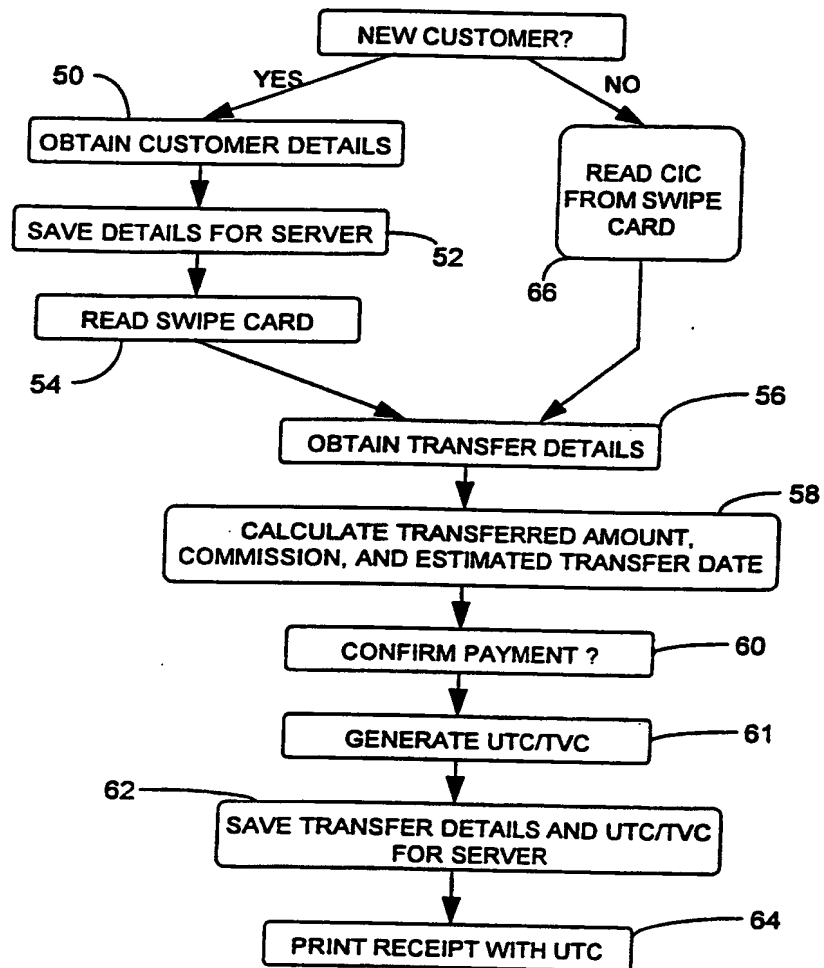 NEW CUSTOMER?
YES
NO
50
OBTAIN CUSTOMER DETAILS
READ CIC
FROM SWIPE
CARD
SAVE DETAILS FOR SERVER
52
66
READ SWIPE CARD
54
56
OBTAIN TRANSFER DETAILS
58
CALCULATE TRANSFERRED AMOUNT,
COMMISSION, AND ESTIMATED TRANSFER DATE
CONFIRM PAYMENT ?
60
GENERATE UTC/TVC
61
62
SAVE TRANSFER DETAILS AND UTC/TVC
FOR SERVER
64
PRINT RECEIPT WITH UTC